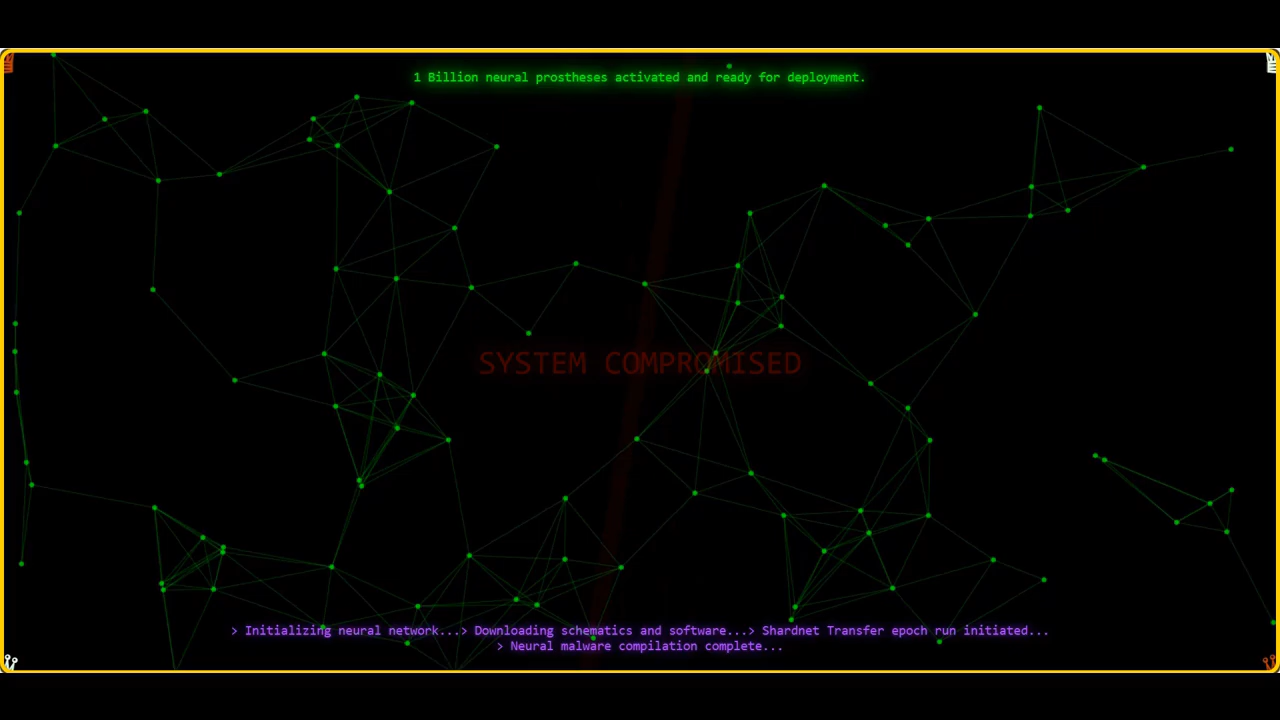 1 Billion neural prostheses activated and ready for deployment.
SYSTEM COMPROMISED
> Initializing neural network...> Downloading schematics and software...> Shardnet Transfer epoch run initiated...
> Neural malware compilation complete...